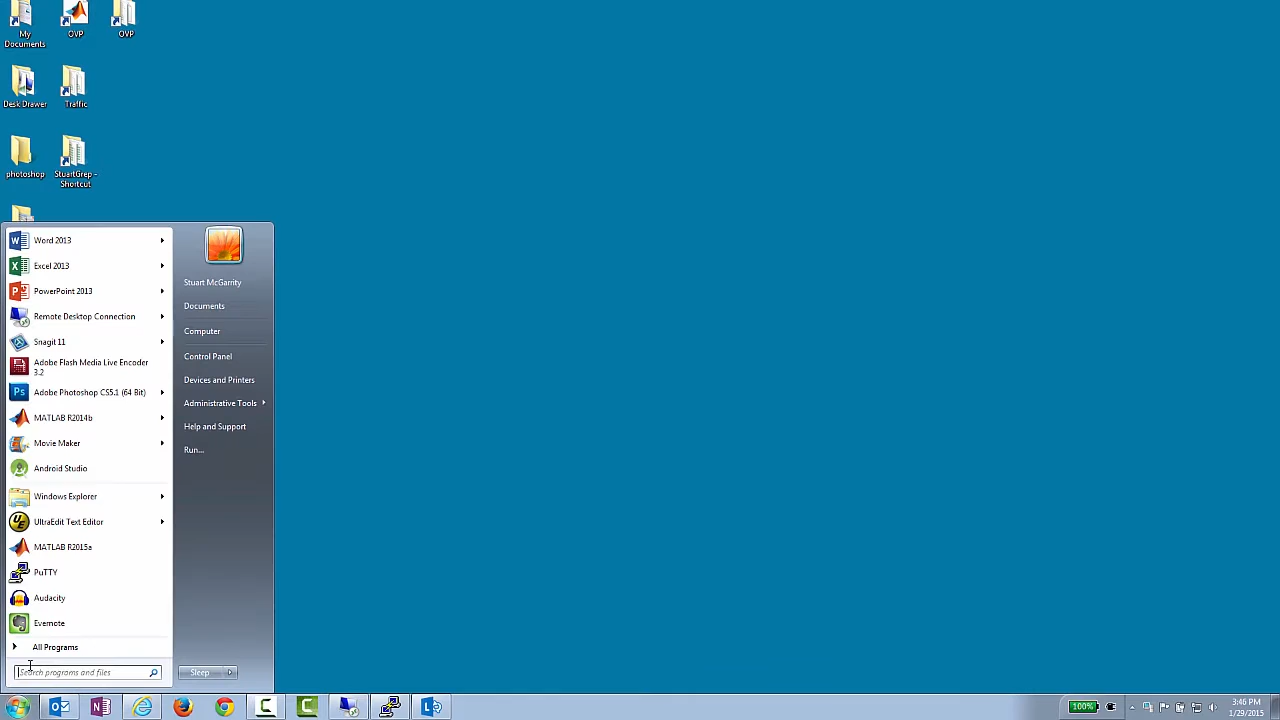 My
Documents
OVP
OVP
Desk Drawer
Traffic
photoshop
StuartGrep -
Shortcut
Word 2013
Excel 2013
PowerPoint 2013
Remote Desktop Connection
Snagit 11
Adobe Flash Media Live Encoder
3.2
Ps
Adobe Photoshop CS5.1 (64 Bit)
MATLAB R2014b
Movie Maker
Android Studio
Windows Explorer
UltraEdit Text Editor
MATLAB R2015a
PuTTY
Audacity
Evernote
All Programs
Search programs and files
Stuart McGarrity
Documents
Computer
Control Panel
Devices and Printers
Administrative Tools
Help and Support
Run...
Sleep
100%
3:46 PM
1/29/2015